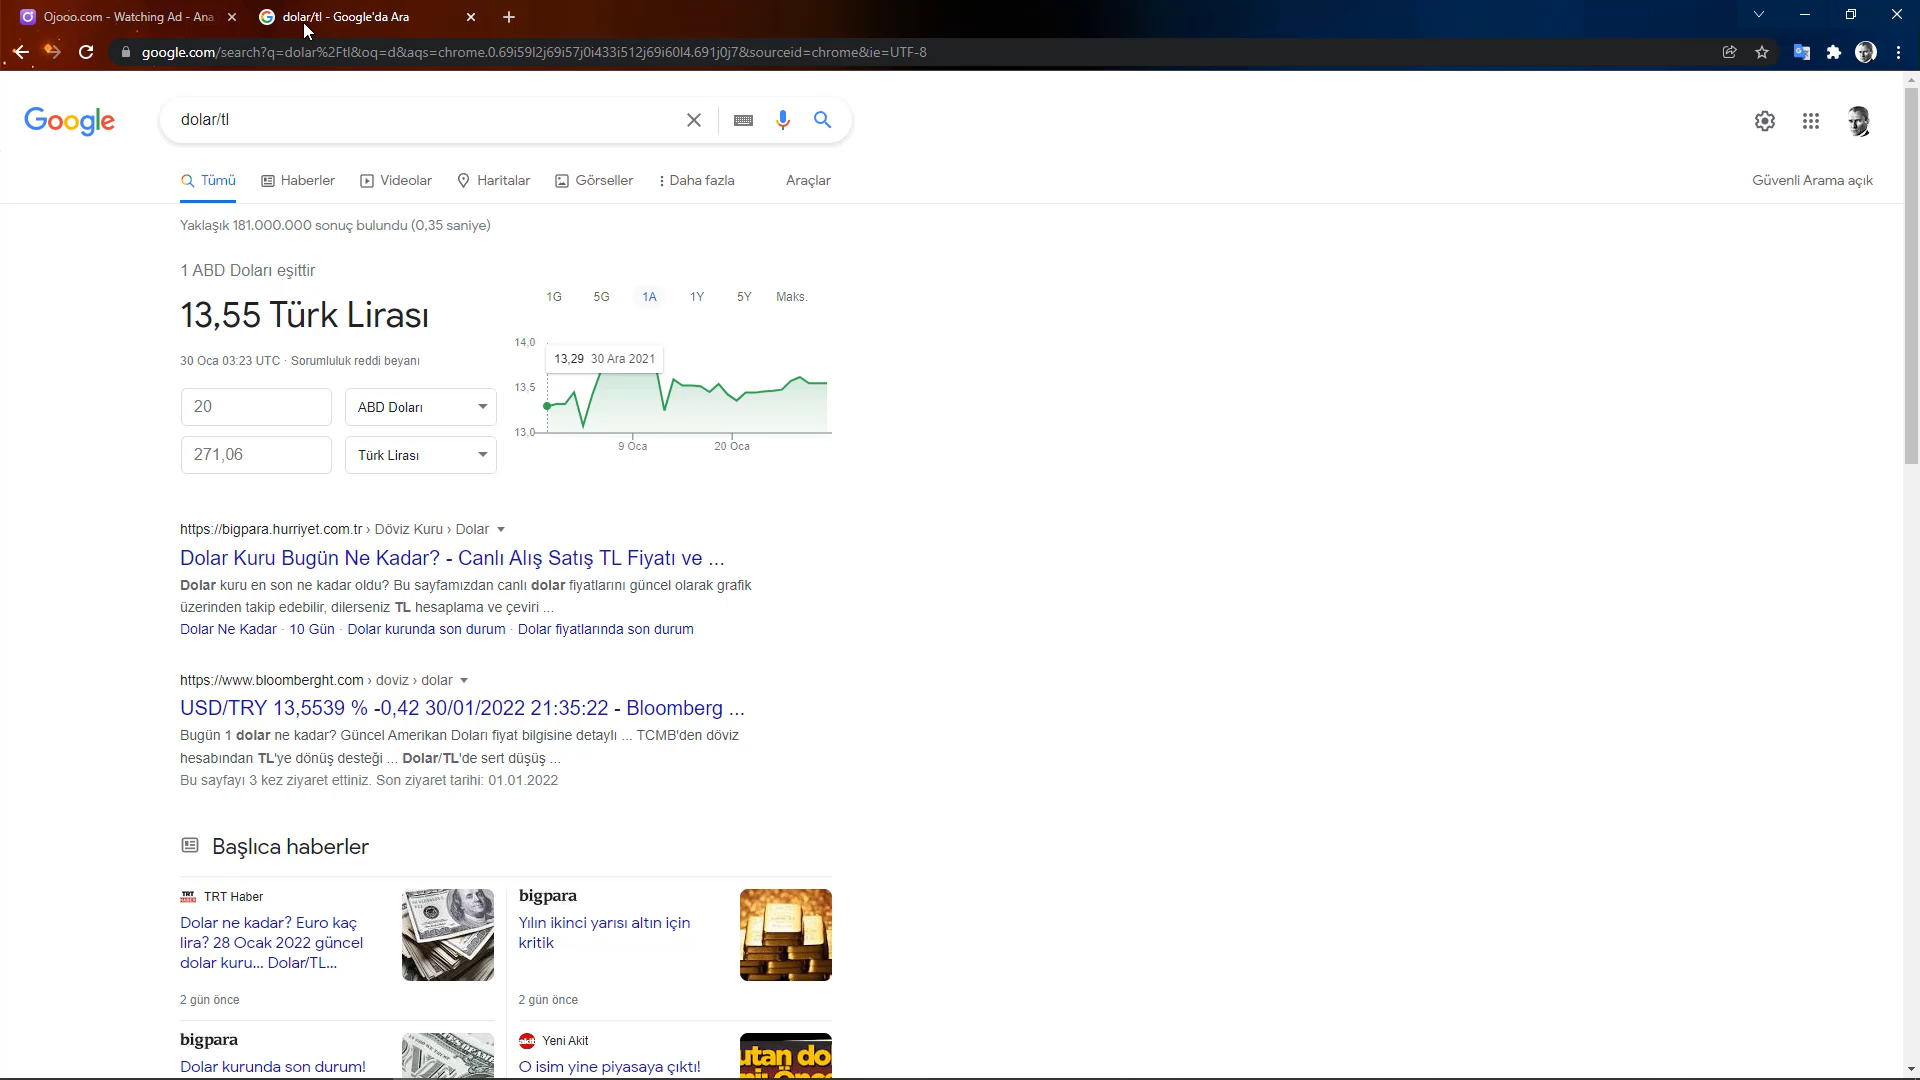 Ojooo.com - Watching Ad - Ana
dolar/tl - Google'da Ara
google.com/search?q=dolar%2Ftl&oq=d&aqs=chrome.0.69i59l2j69i57j0i433i512j69i60l4.691j0j7&sourceid=chrome&ie=UTF-8
Google
dolar/tl
Tümü
Haberler
Videolar
Haritalar
Görseller
Daha fazla
Araçlar
Güvenli Arama açık
Yaklaşık 181.000.000 sonuç bulundu (0,35 saniye)
1 ABD Doları eşittir
13,55 Türk Lirası
30 Oca 03:23 UTC · Sorumluluk reddi beyanı
20
ABD Doları
271,06
Türk Lirası
1G 5G 1A 1Y 5Y Maks.
14,0
13,29 30 Ara 2021
13,5
13,0
9 Oca 20 Oca
https://bigpara.hurriyet.com.tr › Döviz Kuru › Dolar
Dolar Kuru Bugün Ne Kadar? - Canlı Alış Satış TL Fiyatı ve ...
Dolar kuru en son ne kadar oldu? Bu sayfamızdan canlı dolar fiyatlarını güncel olarak grafik
üzerinden takip edebilir, dilerseniz TL hesaplama ve çeviri ...
Dolar Ne Kadar · 10 Gün · Dolar kurunda son durum · Dolar fiyatlarında son durum
https://www.bloomberght.com › doviz › dolar
USD/TRY 13,5539 % -0,42 30/01/2022 21:35:22 - Bloomberg ...
Bugün 1 dolar ne kadar? Güncel Amerikan Doları fiyat bilgisine detaylı ... TCMB'den döviz
hesabından TL'ye dönüş desteği ... Dolar/TL'de sert düşüş ...
Bu sayfayı 3 kez ziyaret ettiniz. Son ziyaret tarihi: 01.01.2022
Başlıca haberler
TRT HABER
TRT Haber
Dolar ne kadar? Euro kaç
lira? 28 Ocak 2022 güncel
dolar kuru... Dolar/TL...
2 gün önce
bigpara
Yılın ikinci yarısı altın için
kritik
2 gün önce
bigpara
Dolar kurunda son durum!
akit
Yeni Akit
O isim yine piyasaya çıktı!
utan do